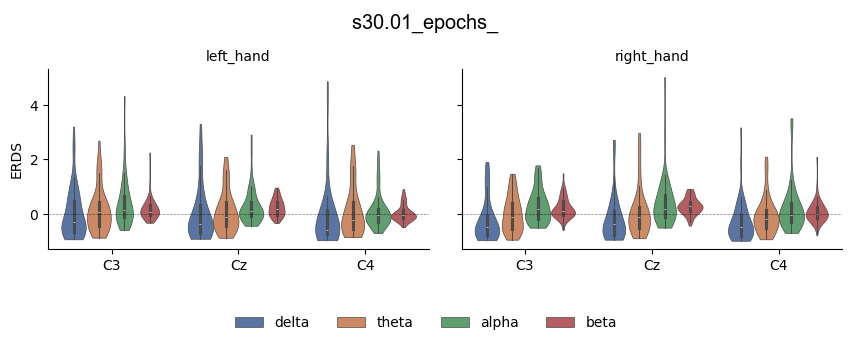 s30.01_epochs_
left_hand
right_hand
ERDS
4
2
0
C3 Cz C4 C3 Cz C4
delta theta alpha beta